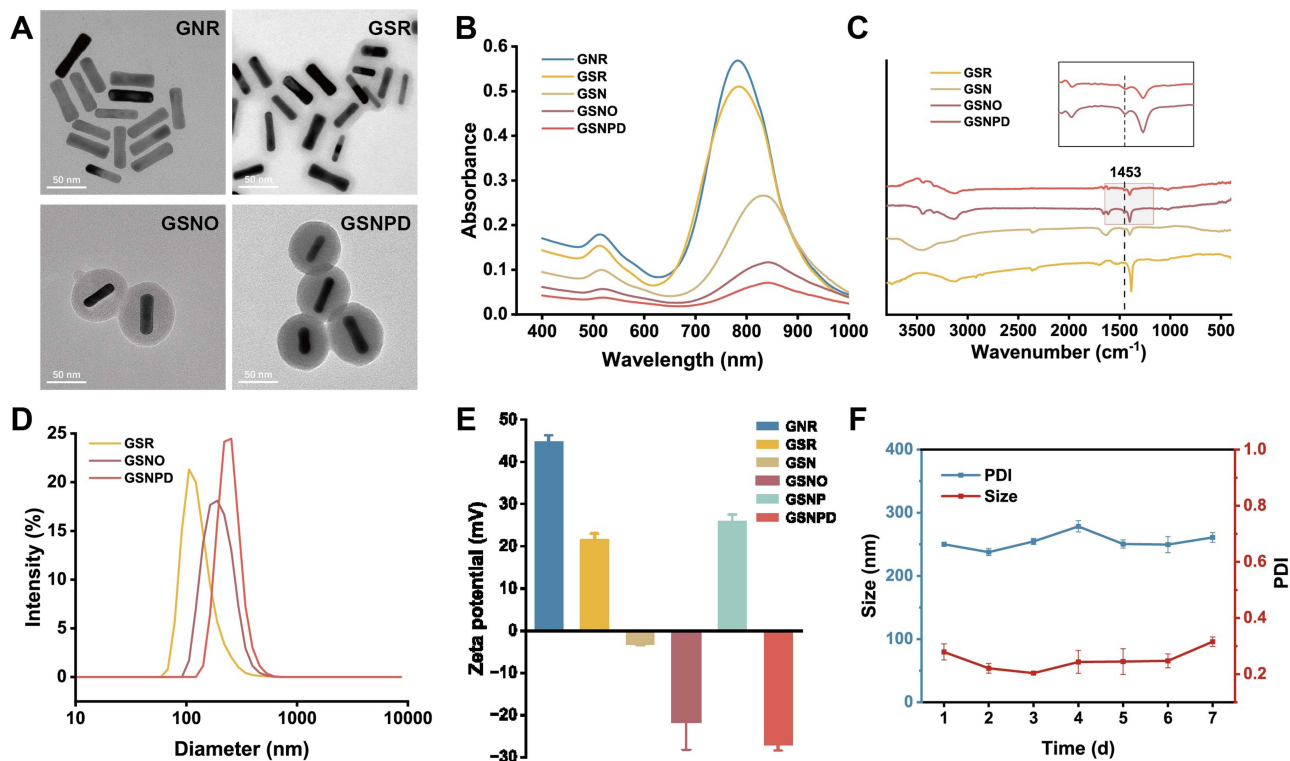 A
GNR
GSR
50 nm
50 nm
GSNO
GSNPD
50 nm
50 nm
B
GNR
GSR
GSN
GSNO
GSNPD
0.6
0.5
0.4
0.3
0.2
0.1
0.0
Absorbance
400 500 600 700 800 900 1000
Wavelength (nm)
C
GSR
GSN
GSNO
GSNPD
1453
3500 3000 2500 2000 1500 1000 500
Wavenumber (cm⁻¹)
D
GSR
GSNO
GSNPD
25
20
15
10
5
0
Intensity (%)
10 100 1000 10000
Diameter (nm)
E
GNR
GSR
GSN
GSNO
GSNP
GSNPD
50
40
30
20
10
0
−10
−20
−30
Zeta potential (mV)
F
PDI
Size
400
300
200
100
0
Size (nm)
1.0
0.8
0.6
0.4
0.2
PDI
1 2 3 4 5 6 7
Time (d)